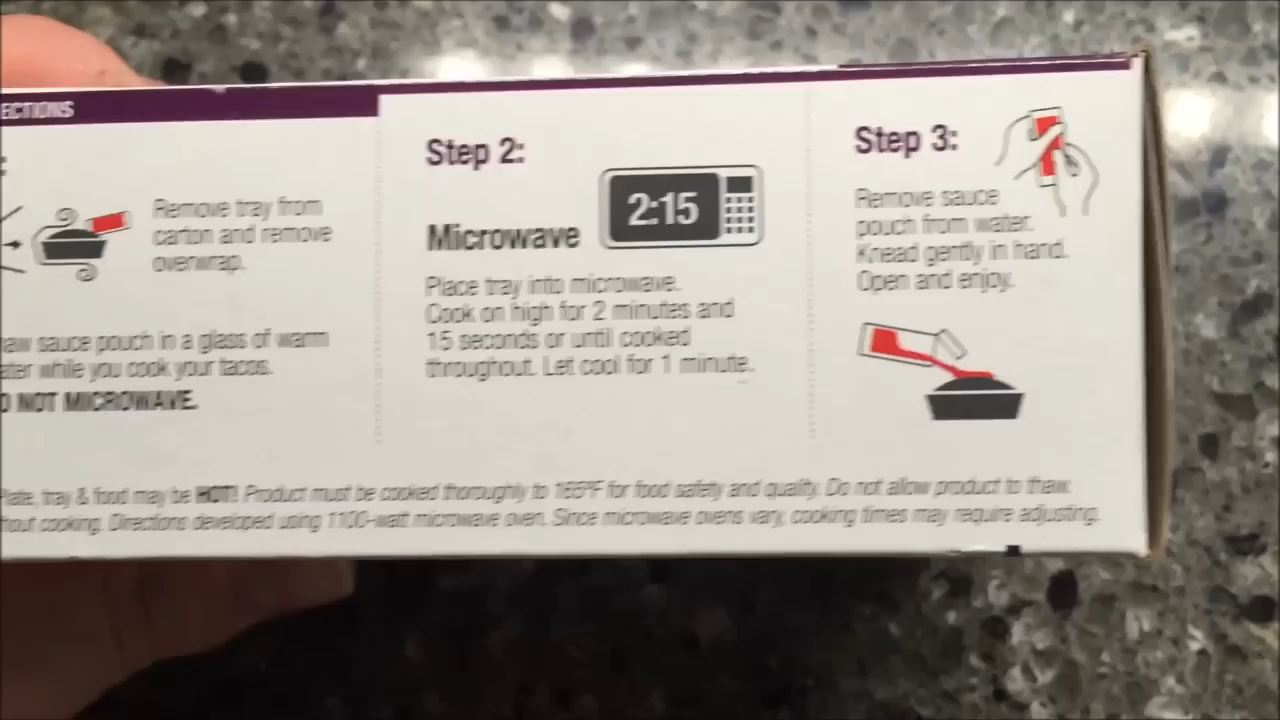 ECTIONS
:
Remove tray from
carton and remove
overwrap.
aw sauce pouch in a glass of warm
ater while you cook your tacos.
O NOT MICROWAVE.
Step 2:
2:15
Microwave
Place tray into microwave.
Cook on high for 2 minutes and
15 seconds or until cooked
throughout. Let cool for 1 minute.
Step 3:
Remove sauce
pouch from water.
Knead gently in hand.
Open and enjoy.
Plate, tray & food may be HOT! Product must be cooked thoroughly to 165°F for food safety and quality. Do not allow product to thaw.
hout cooking. Directions developed using 1100-watt microwave oven. Since microwave ovens vary, cooking times may require adjusting.